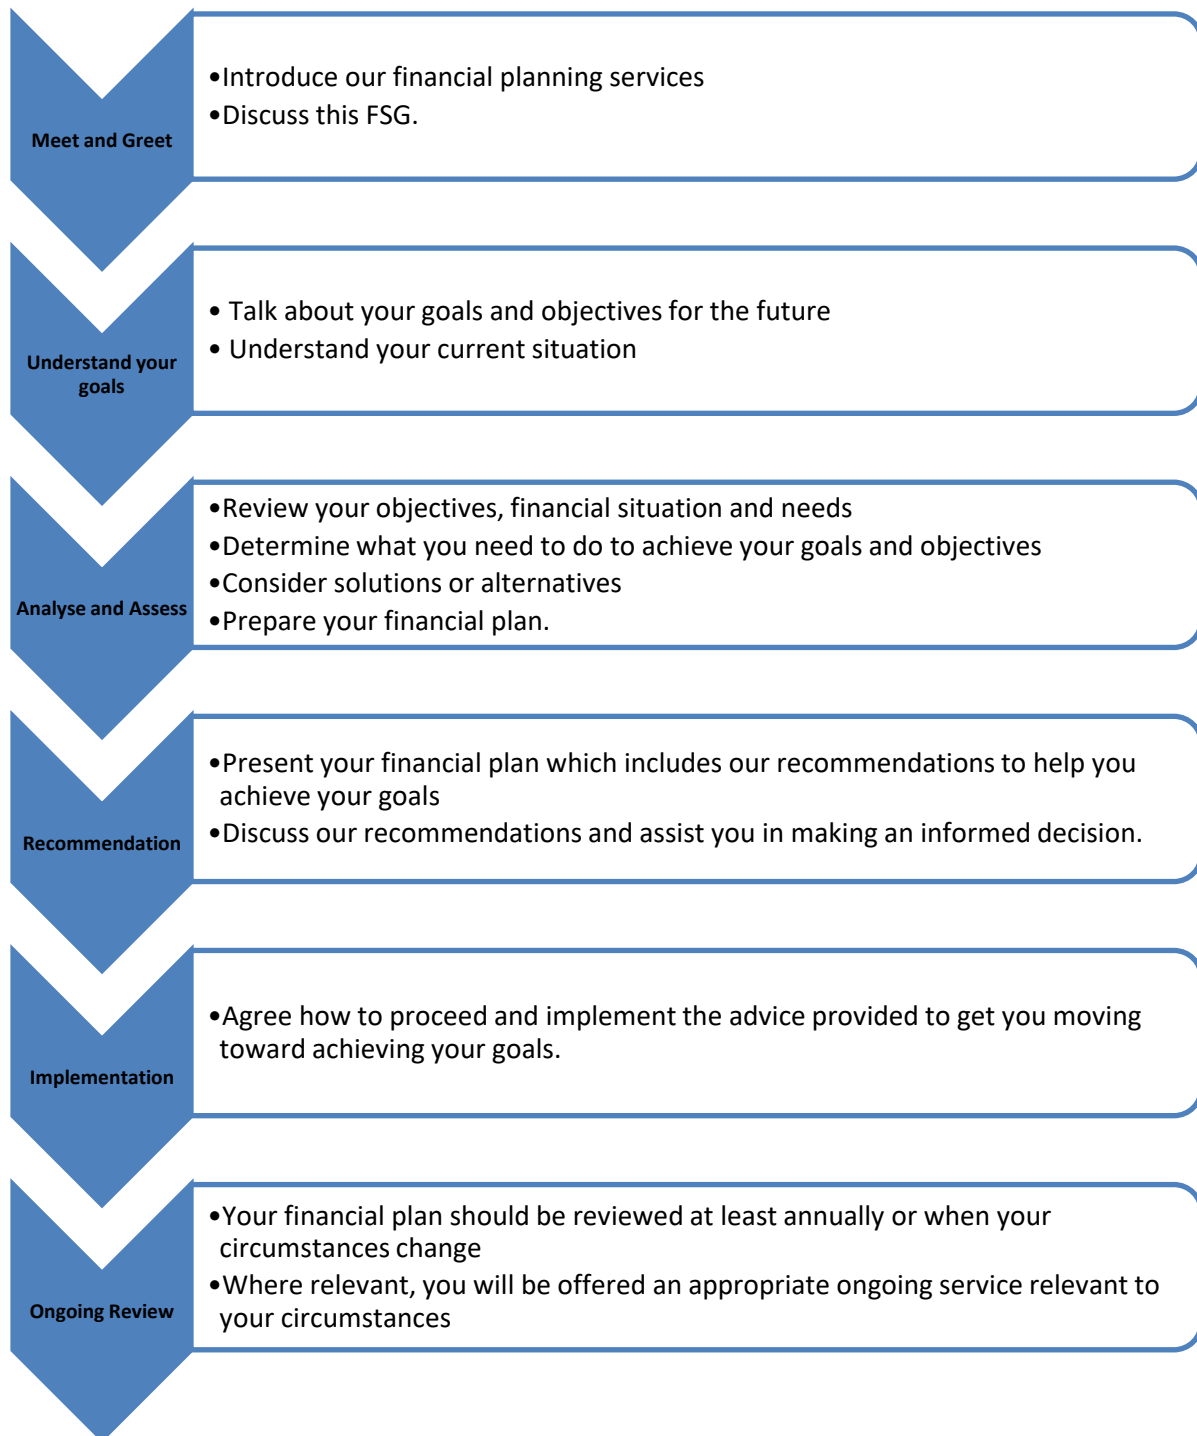 Meet and Greet
•Introduce our financial planning services
•Discuss this FSG.
Understand your
goals
• Talk about your goals and objectives for the future
• Understand your current situation
Analyse and Assess
•Review your objectives, financial situation and needs
•Determine what you need to do to achieve your goals and objectives
•Consider solutions or alternatives
•Prepare your financial plan.
Recommendation
•Present your financial plan which includes our recommendations to help you
achieve your goals
•Discuss our recommendations and assist you in making an informed decision.
Implementation
•Agree how to proceed and implement the advice provided to get you moving
toward achieving your goals.
Ongoing Review
•Your financial plan should be reviewed at least annually or when your
circumstances change
•Where relevant, you will be offered an appropriate ongoing service relevant to
your circumstances